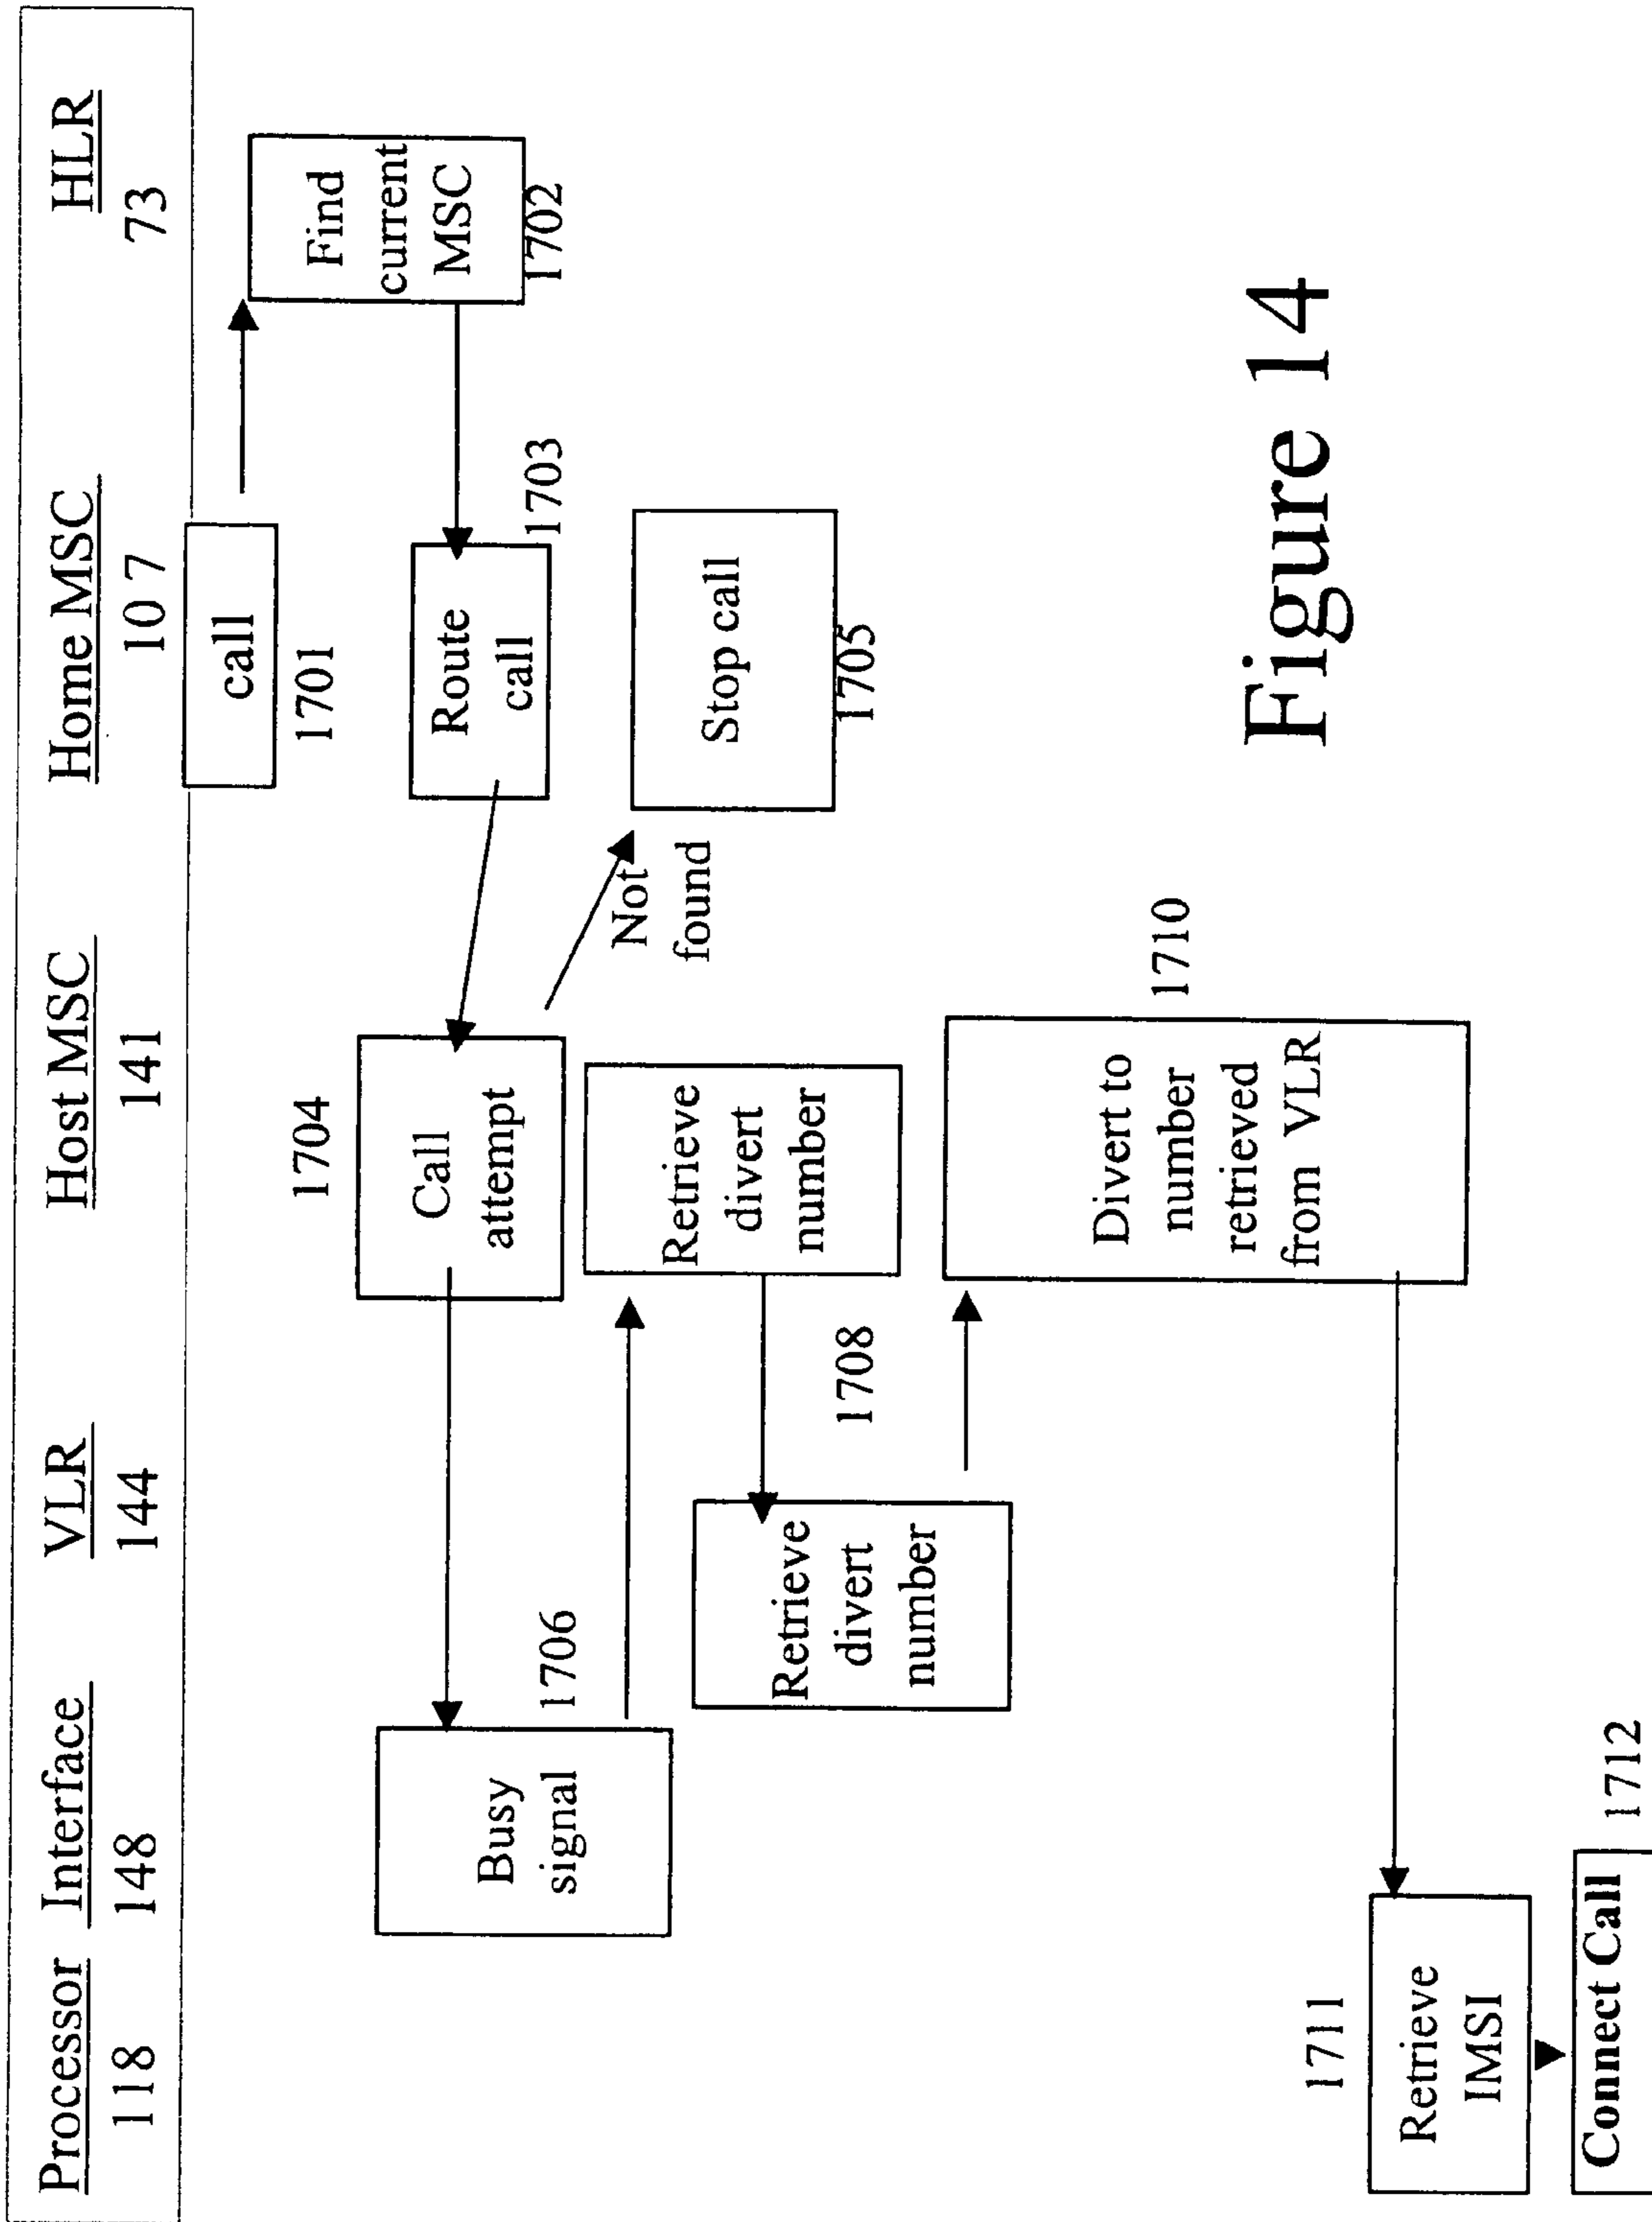 Processor Interface VLR Host MSC Home MSC HLR
118 148 144 141 10 7 73
call
1701
Find
current
MSC
1702
Route
call
1703
1704
Call
attempt
Not
found
Stop call
1705
Busy
signal
1706
Retrieve
divert
number
Retrieve
divert
number
1708
Divert to
number
retrieved
from VLR
1710
1711
Retrieve
IMSI
Connect Call
1712
Figure 14